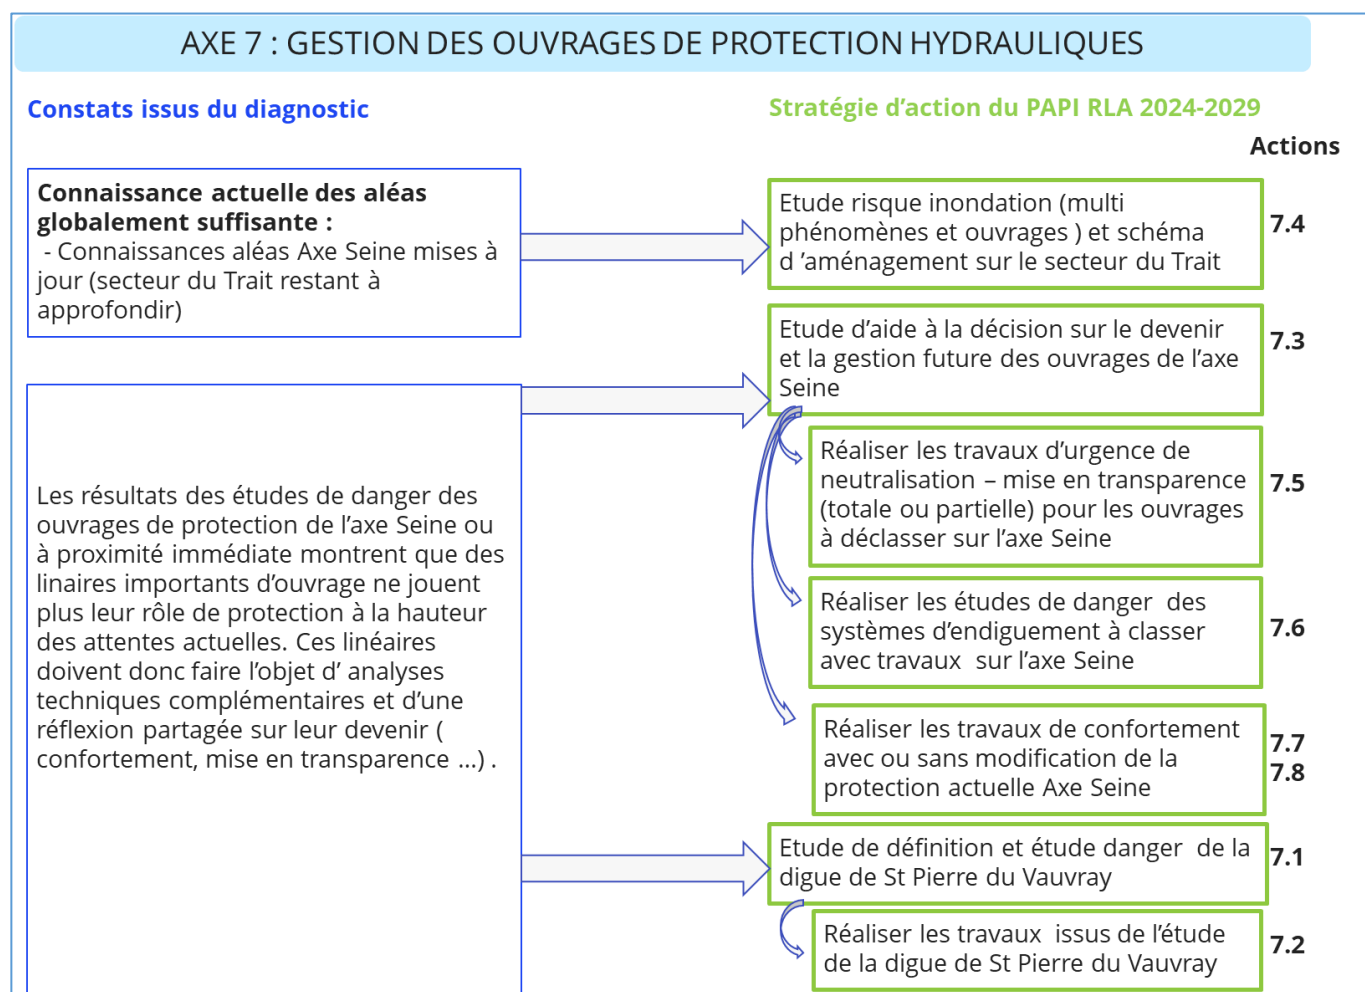 AXE 7 : GESTION DES OUVRAGES DE PROTECTION HYDRAULIQUES
Constats issus du diagnostic
Stratégie d’action du PAPI RLA 2024-2029
Actions
Connaissance actuelle des aléas
globalement suffisante :
- Connaissances aléas Axe Seine mises à
jour (secteur du Trait restant à
approfondir)
Etude risque inondation (multi
phénomènes et ouvrages ) et schéma
d ’aménagement sur le secteur du Trait
7.4
Etude d’aide à la décision sur le devenir
et la gestion future des ouvrages de l’axe
Seine
7.3
Les résultats des études de danger des
ouvrages de protection de l’axe Seine ou
à proximité immédiate montrent que des
linaires importants d’ouvrage ne jouent
plus leur rôle de protection à la hauteur
des attentes actuelles. Ces linéaires
doivent donc faire l’objet d’ analyses
techniques complémentaires et d’une
réflexion partagée sur leur devenir (
confortement, mise en transparence ...) .
Réaliser les travaux d’urgence de
neutralisation – mise en transparence
(totale ou partielle) pour les ouvrages
à déclasser sur l’axe Seine
7.5
Réaliser les études de danger des
systèmes d’endiguement à classer
avec travaux sur l’axe Seine
7.6
Réaliser les travaux de confortement
avec ou sans modification de la
protection actuelle Axe Seine
7.7
7.8
Etude de définition et étude danger de la
digue de St Pierre du Vauvray
7.1
Réaliser les travaux issus de l’étude
de la digue de St Pierre du Vauvray
7.2